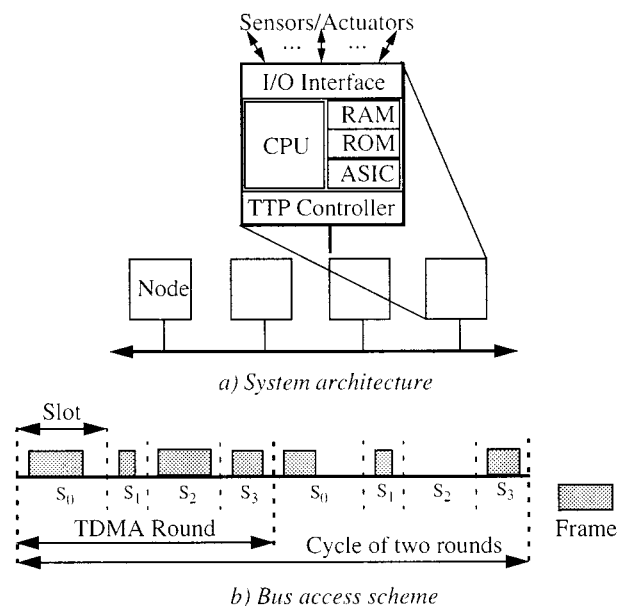 Sensors/Actuators
... ...
I/O Interface
CPU
RAM
ROM
ASIC
TTP Controller
Node
a) System architecture
Slot
S0 S1 S2 S3 S0 S1 S2 S3
TDMA Round
Cycle of two rounds
Frame
b) Bus access scheme